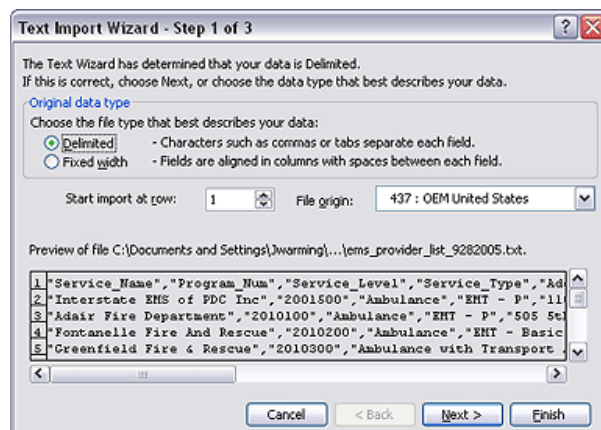 Text Import Wizard - Step 1 of 3
The Text Wizard has determined that your data is Delimited.
If this is correct, choose Next, or choose the data type that best describes your data.
Original data type
Choose the file type that best describes your data:
Delimited - Characters such as commas or tabs separate each field.
Fixed width - Fields are aligned in columns with spaces between each field.
Start import at row: 1 File origin: 437 : OEM United States
Preview of file C:\Documents and Settings\Jwarming\...\ems_provider_list_9282005.txt.
1 "Service_Name","Program_Num","Service_Level","Service_Type","Ad
2 "Interstate EMS of PDC Inc","2001500","Ambulance","EMT - P","11
3 "Adair Fire Department","2010100","Ambulance","EMT - P","505 5t
4 "Fontanelle Fire And Rescue","2010200","Ambulance","EMT - Basic
5 "Greenfield Fire & Rescue","2010300","Ambulance with Transport
Cancel < Back Next > Finish